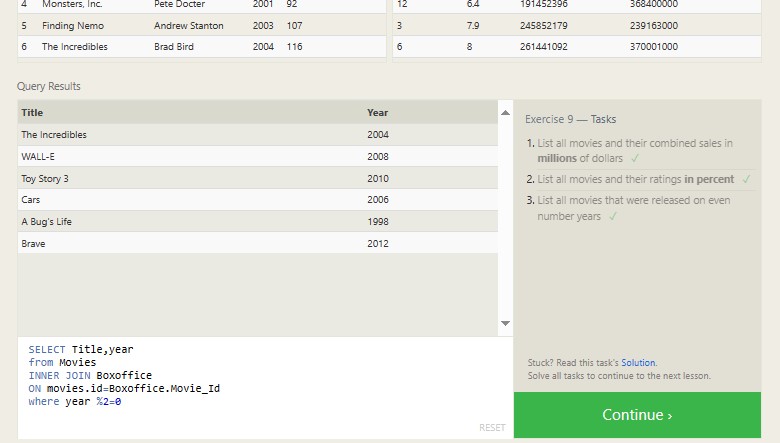 4 Monsters, Inc. Pete Docter 2001 92 12 6.4 191452396 368400000
5 Finding Nemo Andrew Stanton 2003 107 3 7.9 245852179 239163000
6 The Incredibles Brad Bird 2004 116 6 8 261441092 370001000
Query Results
Title Year
The Incredibles 2004
WALL-E 2008
Toy Story 3 2010
Cars 2006
A Bug's Life 1998
Brave 2012
Exercise 9 — Tasks
1. List all movies and their combined sales in
millions of dollars ✓
2. List all movies and their ratings in percent ✓
3. List all movies that were released on even
number years ✓
SELECT Title,year
from Movies
INNER JOIN Boxoffice
ON movies.id=Boxoffice.Movie_Id
where year %2=0
RESET
Stuck? Read this task's Solution.
Solve all tasks to continue to the next lesson.
Continue ›